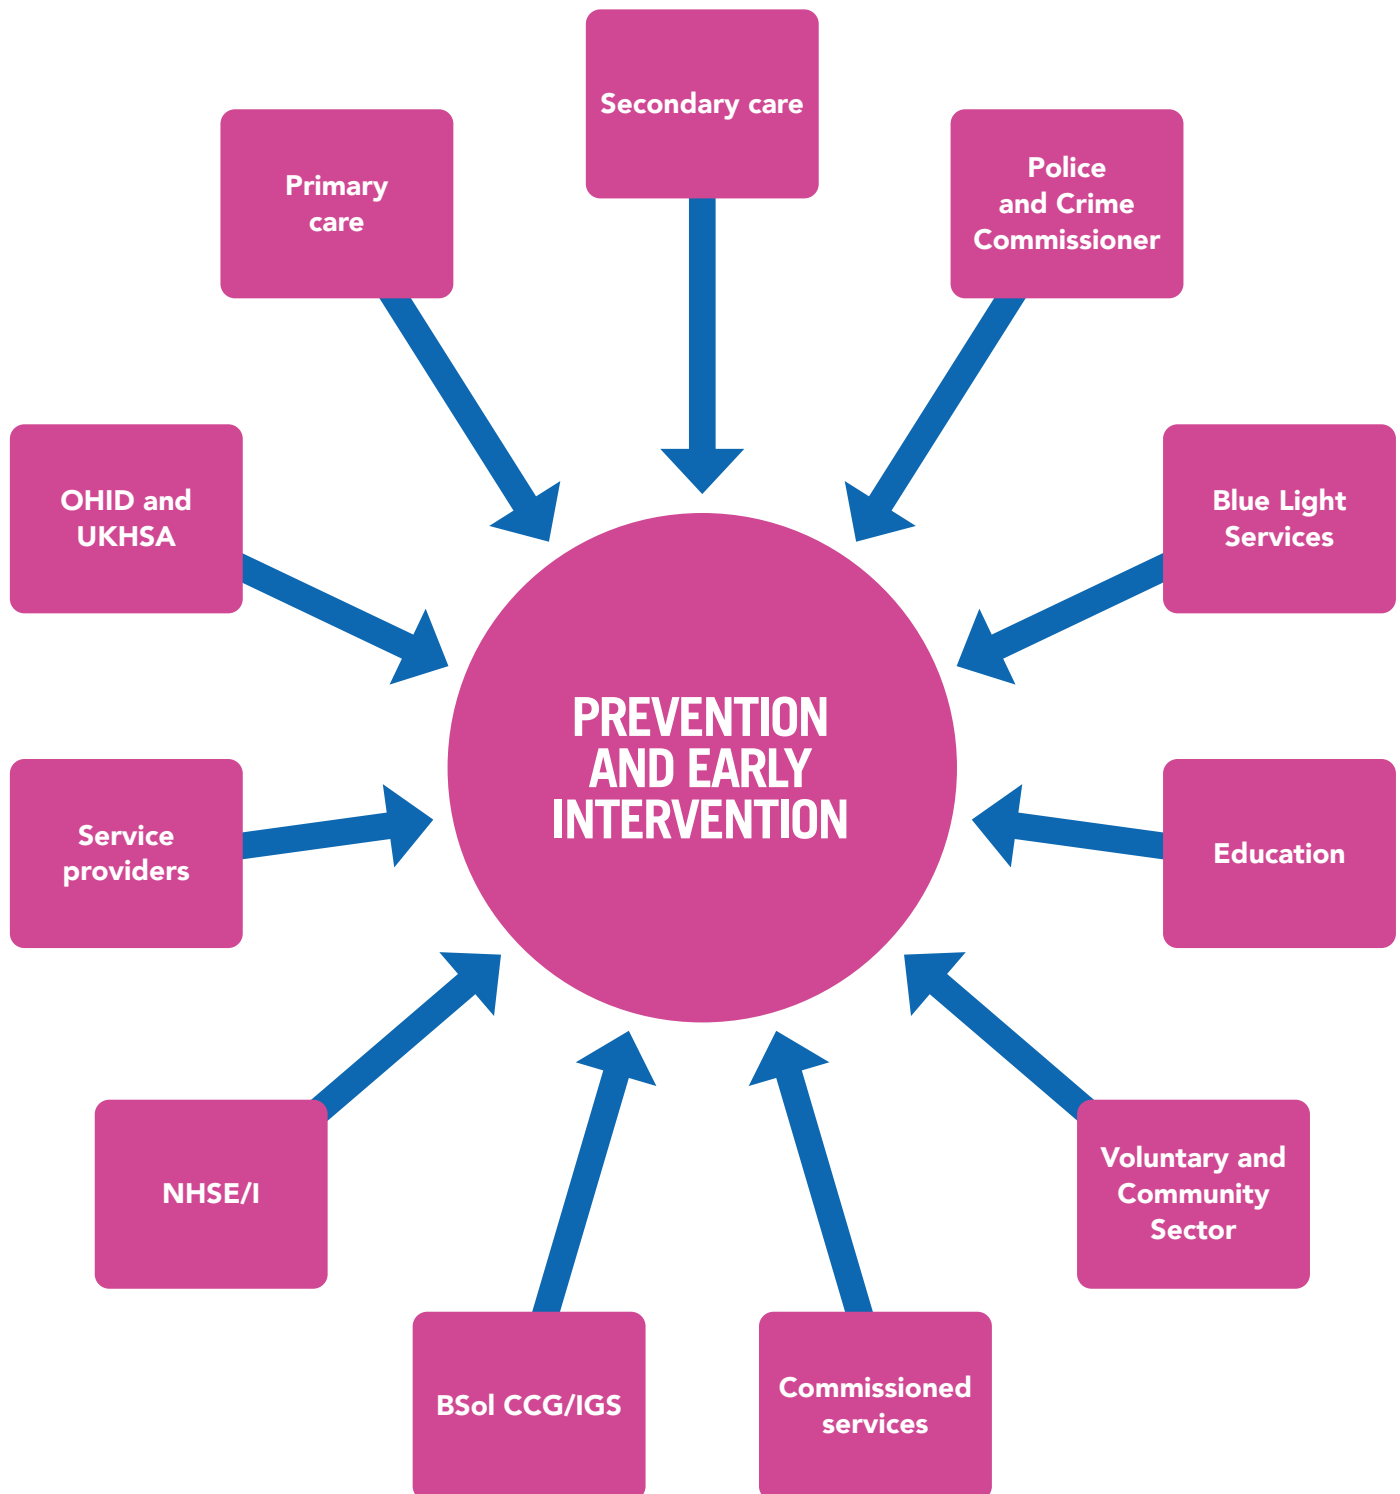 Secondary care
Primary
care
Police
and Crime
Commissioner
OHID and
UKHSA
Blue Light
Services
PREVENTION
AND EARLY
INTERVENTION
Service
providers
Education
NHSE/I
Voluntary and
Community
Sector
BSol CCG/IGS
Commissioned
services